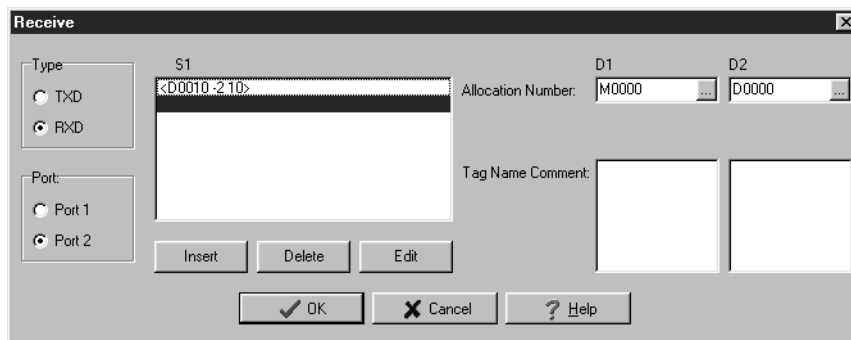 Receive
Type
TXD
RXD
Port:
Port 1
Port 2
S1
<D0010 -2 10>
Insert
Delete
Edit
D1
D2
Allocation Number:
M0000
...
D0000
...
Tag Name Comment:
OK
Cancel
? Help